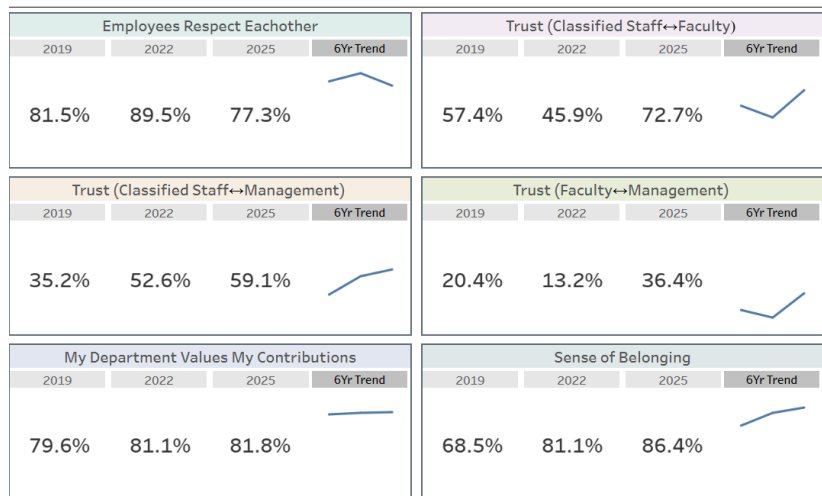 Employees Respect Eachother
2019 2022 2025 6Yr Trend
81.5% 89.5% 77.3%
Trust (Classified Staff↔Faculty)
2019 2022 2025 6Yr Trend
57.4% 45.9% 72.7%
Trust (Classified Staff↔Management)
2019 2022 2025 6Yr Trend
35.2% 52.6% 59.1%
Trust (Faculty↔Management)
2019 2022 2025 6Yr Trend
20.4% 13.2% 36.4%
My Department Values My Contributions
2019 2022 2025 6Yr Trend
79.6% 81.1% 81.8%
Sense of Belonging
2019 2022 2025 6Yr Trend
68.5% 81.1% 86.4%